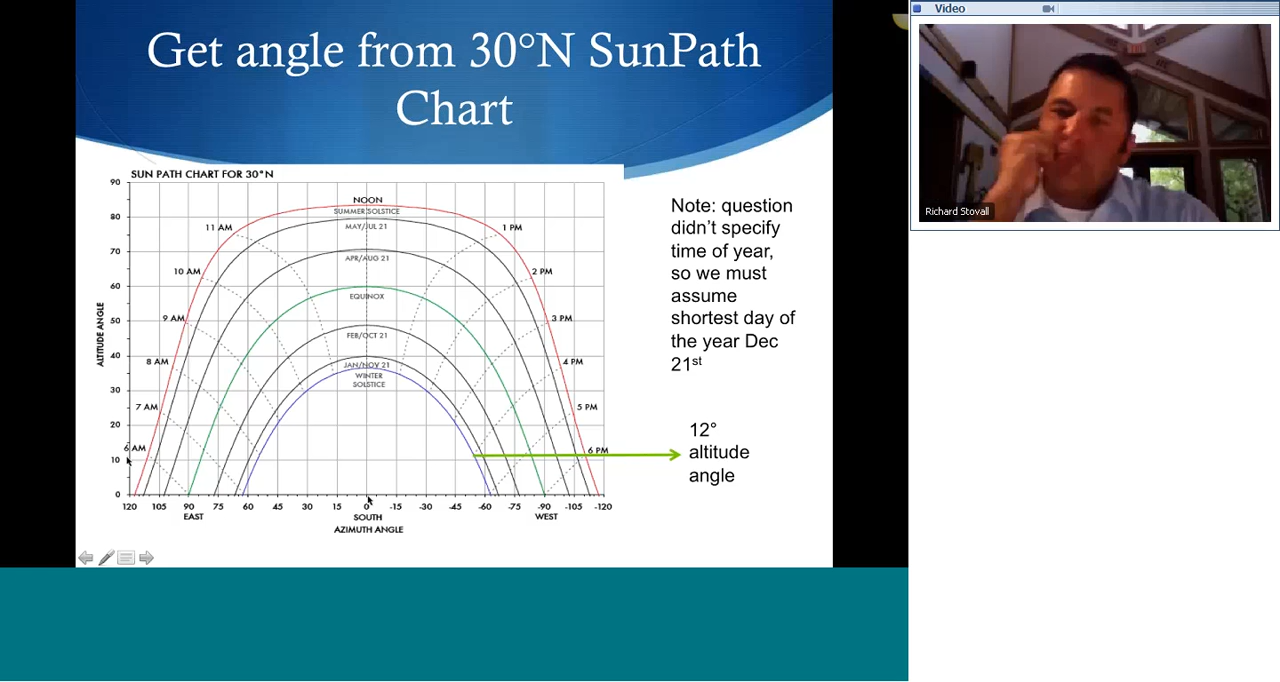 Get angle from 30°N SunPath
Chart
SUN PATH CHART FOR 30°N
ALTITUDE ANGLE
90
80
70
60
50
40
30
20
10
0
NOON
SUMMER SOLSTICE
MAY/JUL 21
APR/AUG 21
EQUINOX
FEB/OCT 21
JAN/NOV 21
WINTER
SOLSTICE
11 AM
10 AM
9 AM
8 AM
7 AM
6 AM
1 PM
2 PM
3 PM
4 PM
5 PM
6 PM
120 105 90 75 60 45 30 15 0 -15 -30 -45 -60 -75 -90 -105 -120
EAST SOUTH WEST
AZIMUTH ANGLE
Note: question
didn't specify
time of year,
so we must
assume
shortest day of
the year Dec
21st
12°
altitude
angle
Video
Richard Stovall